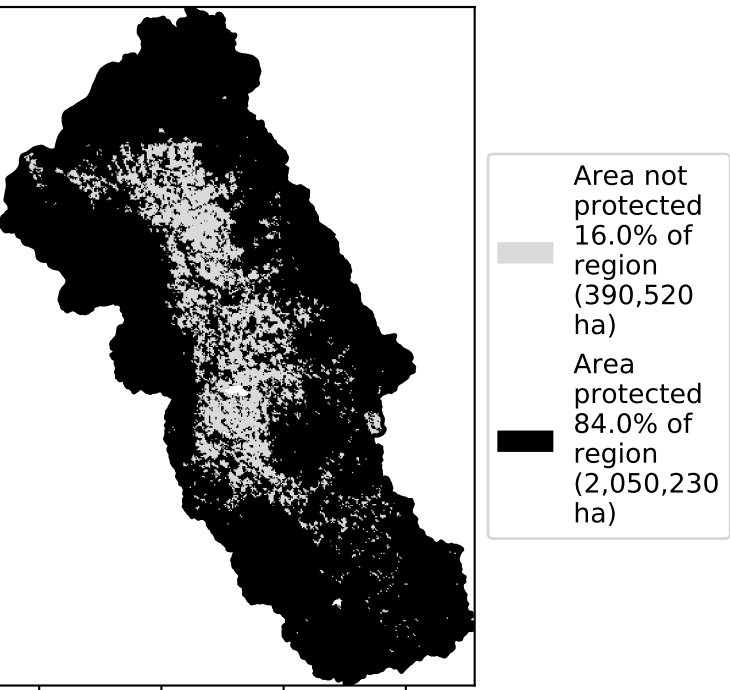 Area not
protected
16.0% of
region
(390,520
ha)
Area
protected
84.0% of
region
(2,050,230
ha)